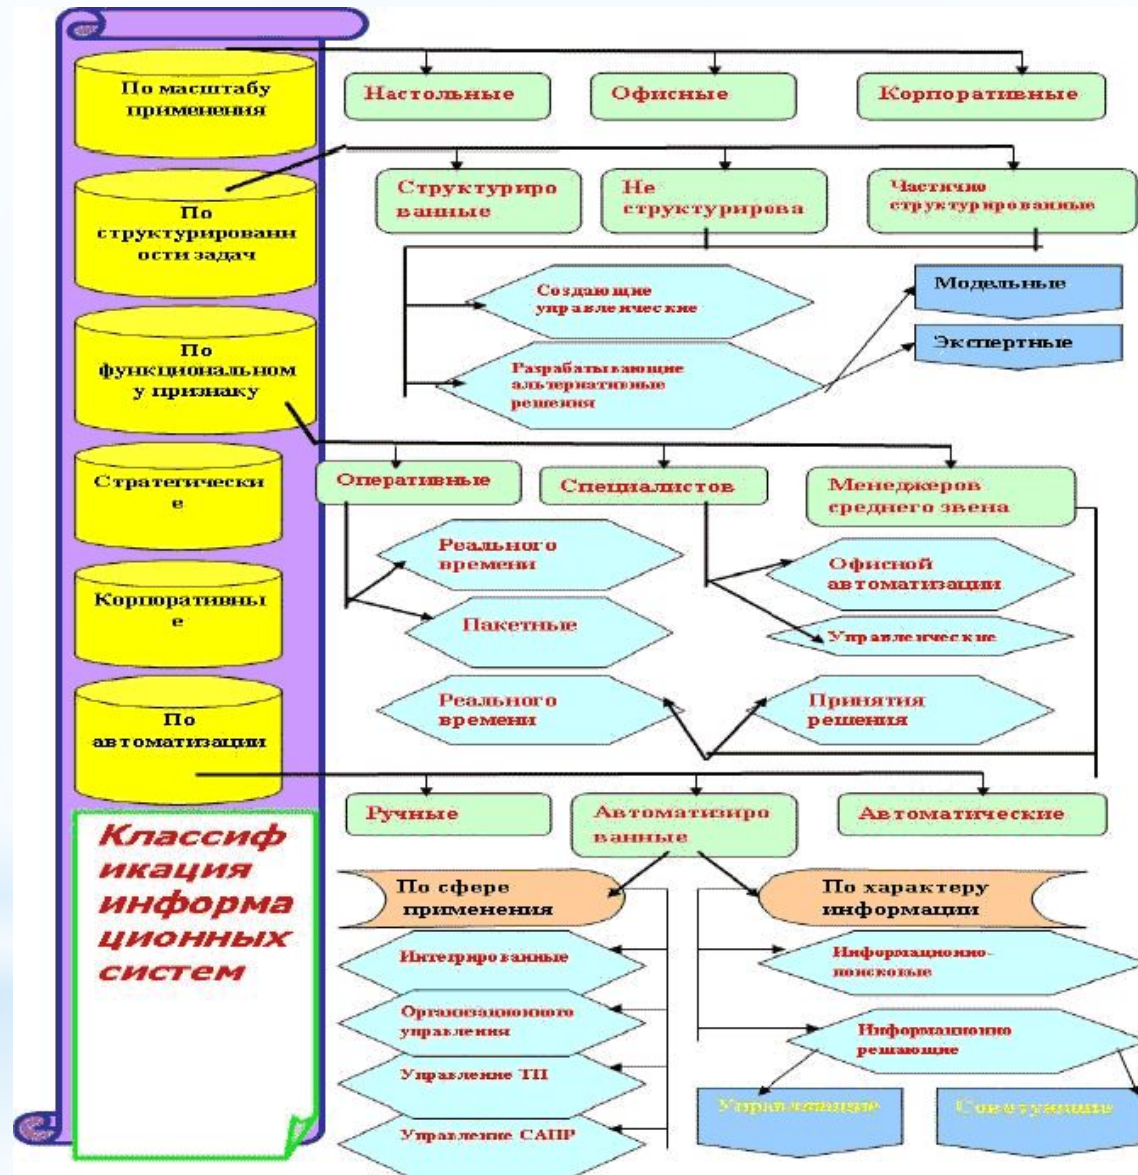 По масштабу
применения
Настольные
Офисные
Корпоративные
По
структурированн
ости задач
Структуриро
ванные
Не
структурирова
Частично
структурированные
Создающие
управленические
Разрабатывающие
альтернативные
решения
Модельные
Экспертные
По
функциональном
у признаку
Оперативные
Специалистов
Менеджеров
среднего звена
Стратегически
е
Реального
времени
Пакетные
Офисной
автоматизации
Управленические
Корпоративны
е
Реального
времени
Принятия
решения
По
автоматизации
Ручные
Автоматизиро
ванные
Автоматические
Классиф
икация
информа
ционных
систем
По сфере
применения
Интегрированные
Организационного
управления
Управление ТП
Управление САПР
По характеру
информации
Информационно-
поисковые
Информационно
решающие
Управляющие
Советующие